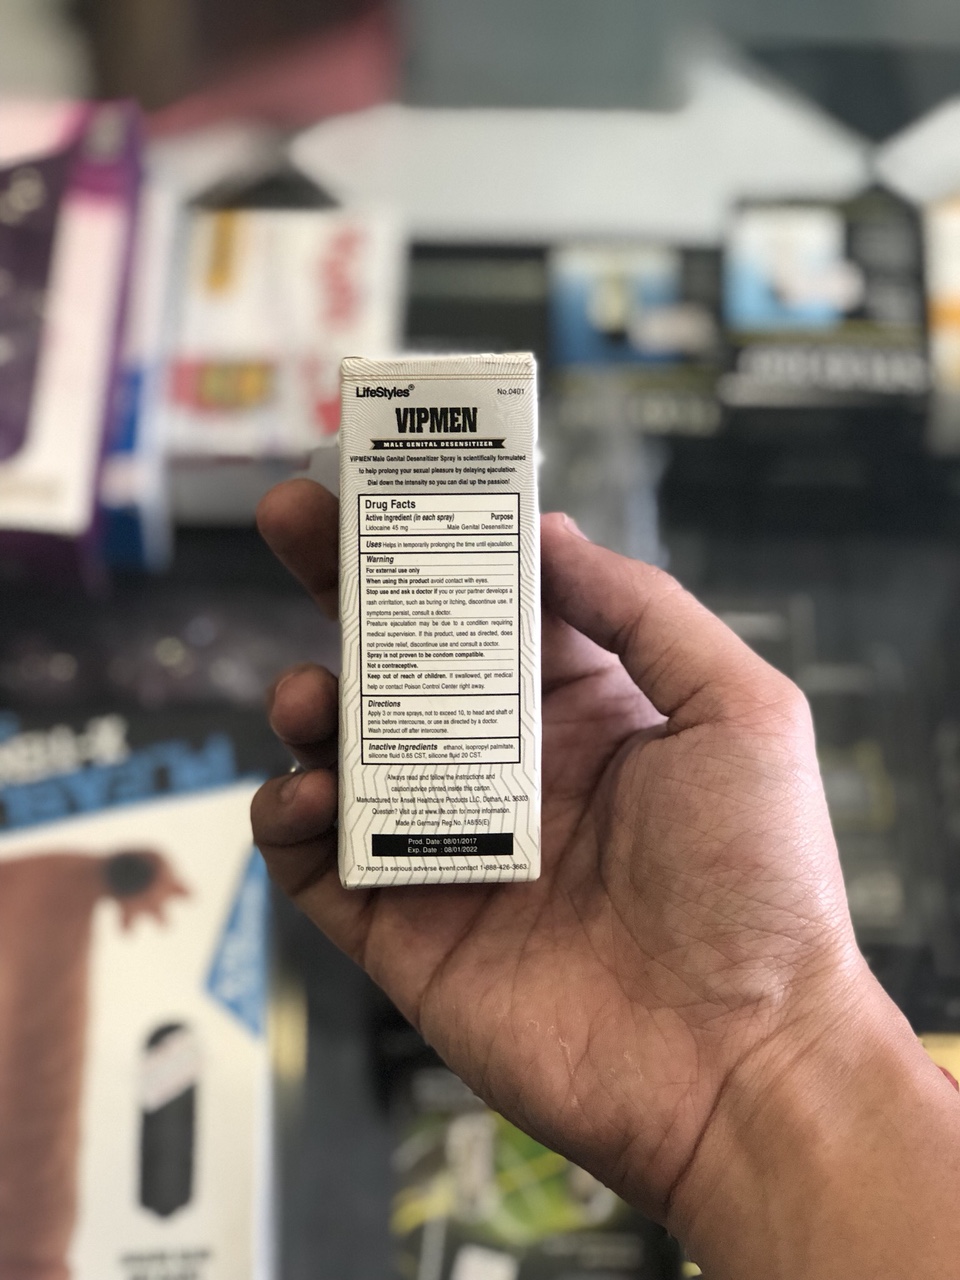 LifeStyles® No.0401
VIPMEN
MALE GENITAL DESENSITIZER
VIPMEN Male Genital Desensitizer Spray is scientifically formulated
to help prolong your sexual pleasure by delaying ejaculation.
Dial down the intensity so you can dial up the passion!
Drug Facts
Active Ingredient (in each spray) Purpose
Lidocaine 45 mg Male Genital Desensitizer
Uses Helps in temporarily prolonging the time until ejaculation.
Warning
For external use only
When using this product avoid contact with eyes.
Stop use and ask a doctor if you or your partner develops a
rash orirritation, such as buring or itching, discontinue use. If
symptoms persist, consult a doctor.
Preature ejaculation may be due to a condition requiring
medical supervision. If this product, used as directed, does
not provide relief, discontinue use and consult a doctor.
Spray is not proven to be condom compatible.
Not a contraceptive.
Keep out of reach of children. If swallowed, get medical
help or contact Poison Control Center right away.
Directions
Apply 3 or more sprays, not to exceed 10, to head and shaft of
penis before intercourse, or use as directed by a doctor.
Wash product off after intercourse.
Inactive Ingredients ethanol, isopropyl palmitate,
silicone fluid 0.65 CST, silicone fluid 20 CST.
Always read and follow the instructions and
caution advice printed inside this carton.
Manufactured for Ansell Healthcare Products LLC, Dothan, AL 36303
Question? Visit us at www.life.com for more information.
Made in Germany Reg.No. 1A8/55(E)
Prod. Date: 08/01/2017
Exp. Date : 08/01/2022
To report a serious adverse event contact 1-888-426-3663.